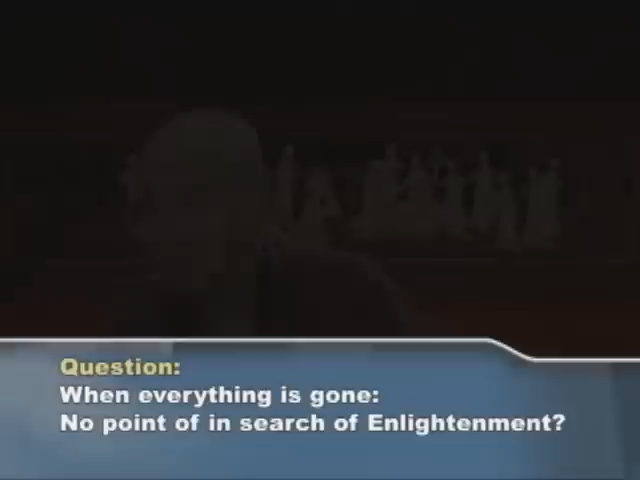 Question:
When everything is gone:
No point of in search of Enlightenment?